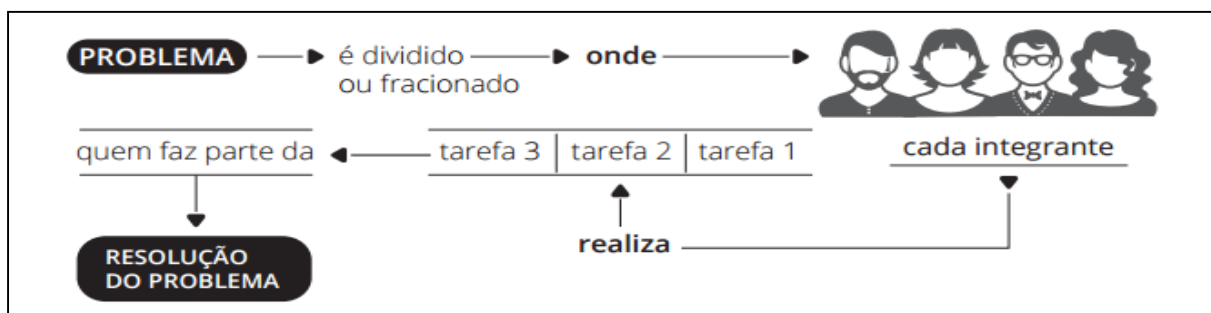 PROBLEMA é dividido onde
ou fracionado
quem faz parte da tarefa 3 tarefa 2 tarefa 1 cada integrante
realiza
RESOLUÇÃO
DO PROBLEMA